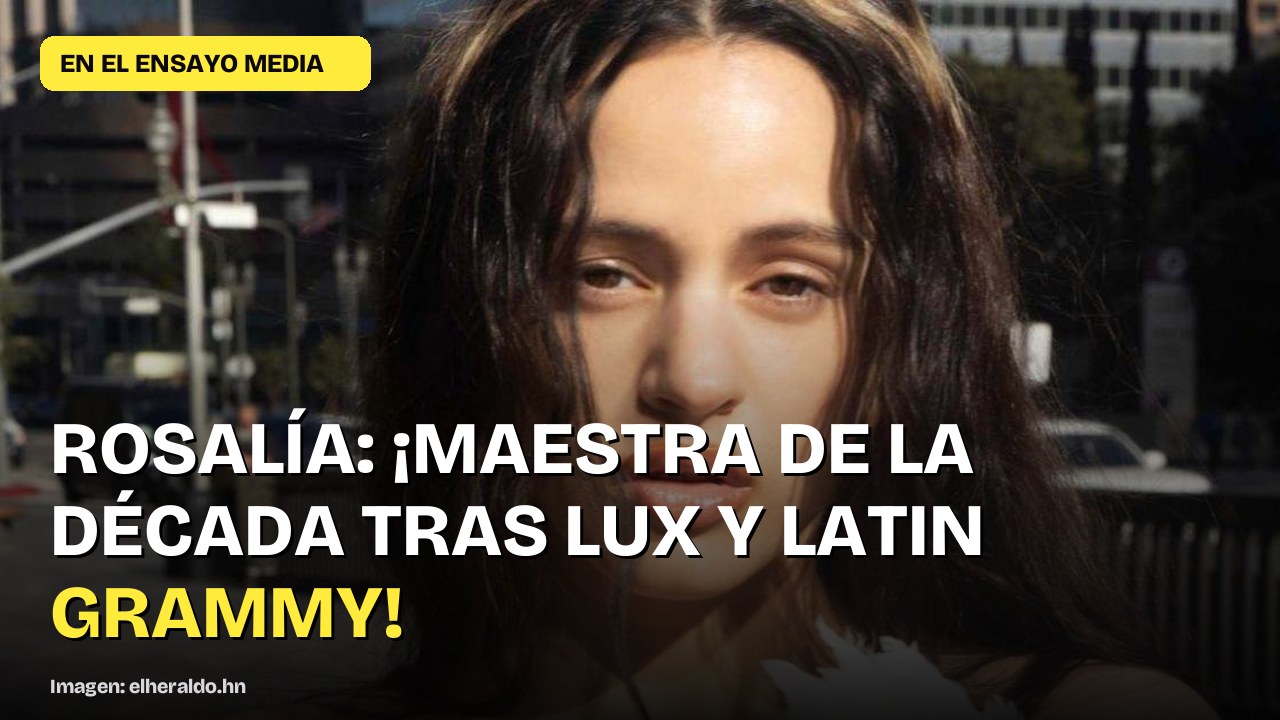 EN EL ENSAYO MEDIA
ROSALÍA: ¡MAESTRA DE LA
DÉCADA TRAS LUX Y LATIN
GRAMMY!
Imagen: elheraldo.hn